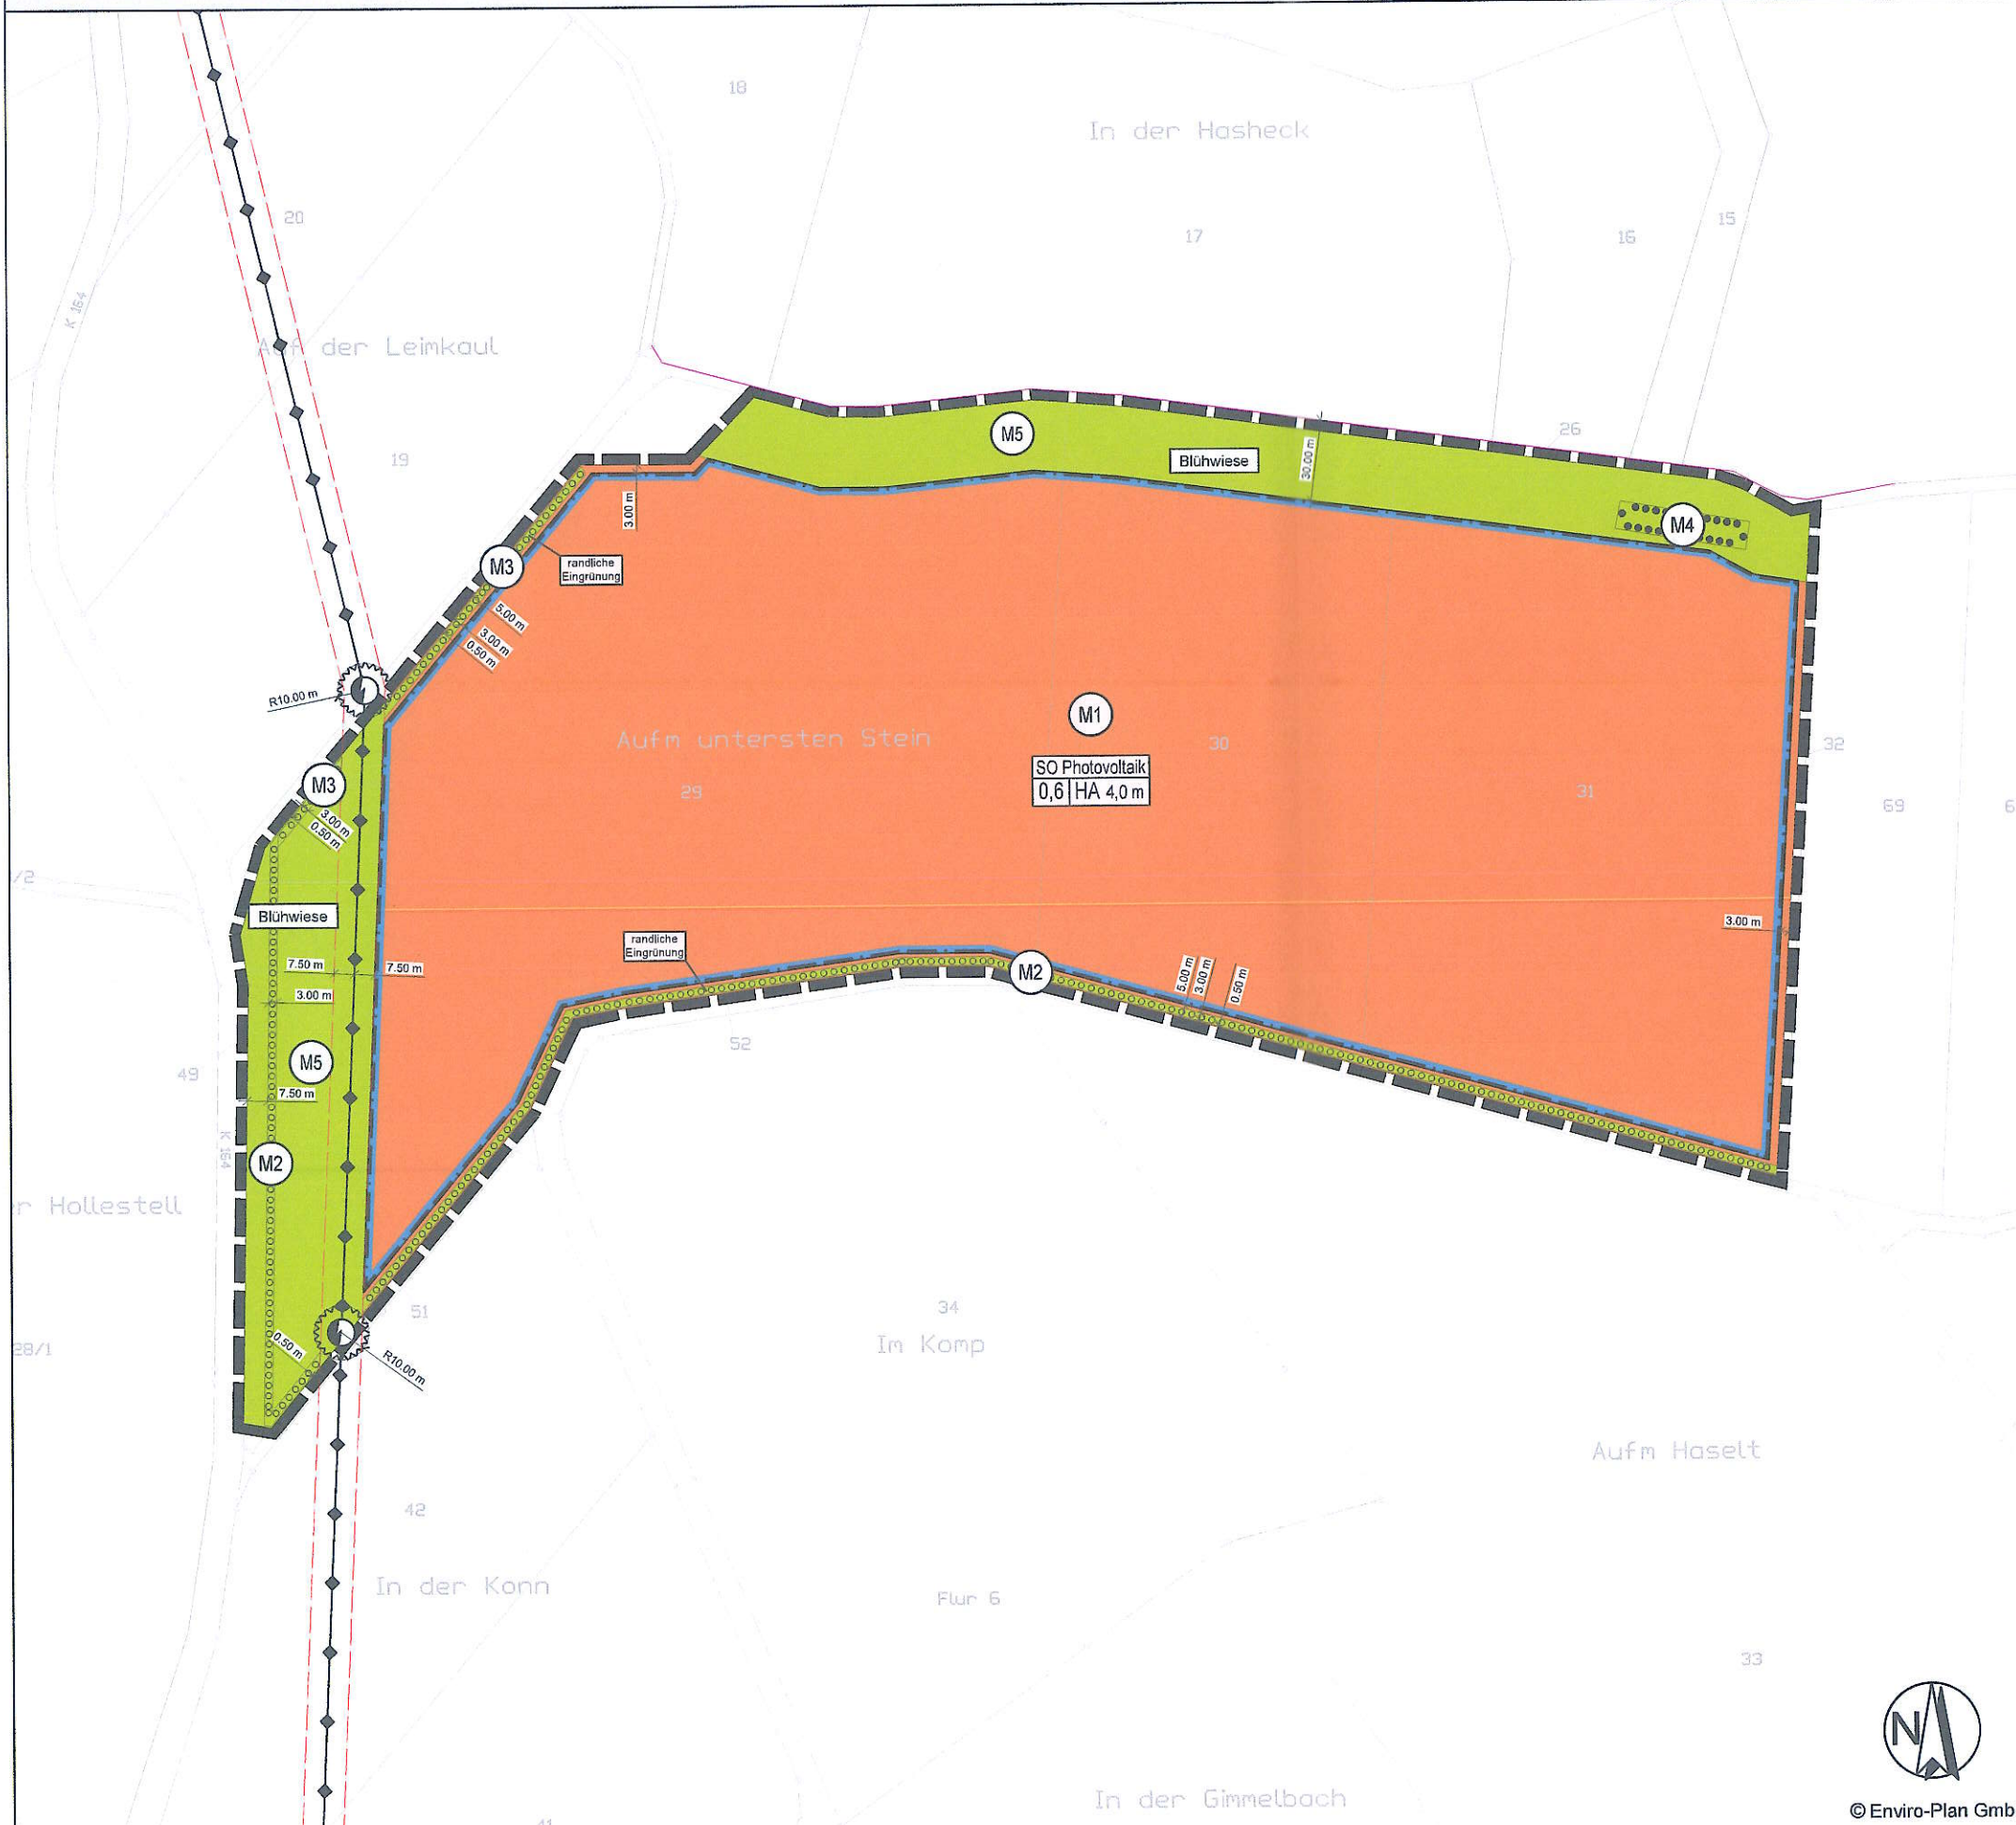 18
In der Hasheck
20
17
16
15
K 164
Auf der Leimkaul
26
19
M5
Blühwiese
30.00 m
3.00 m
M4
M3
randliche
Eingrünung
5.00 m
3.00 m
0.50 m
R10.00 m
M1
Aufm untersten Stein
30
32
SO Photovoltaik
0,6 HA 4,0 m
29
31
69
6
M3
3.00 m
0.50 m
/2
Blühwiese
3.00 m
randliche
Eingrünung
7.50 m
7.50 m
M2
5.00 m
3.00 m
0.50 m
3.00 m
52
M5
49
7.50 m
K 164
M2
r Hollestell
51
34
28/1
0.50 m
R10.00 m
Im Komp
Aufm Haselt
42
In der Konn
Flur 6
33
N
In der Gimmelbach
© Enviro-Plan Gmb
41